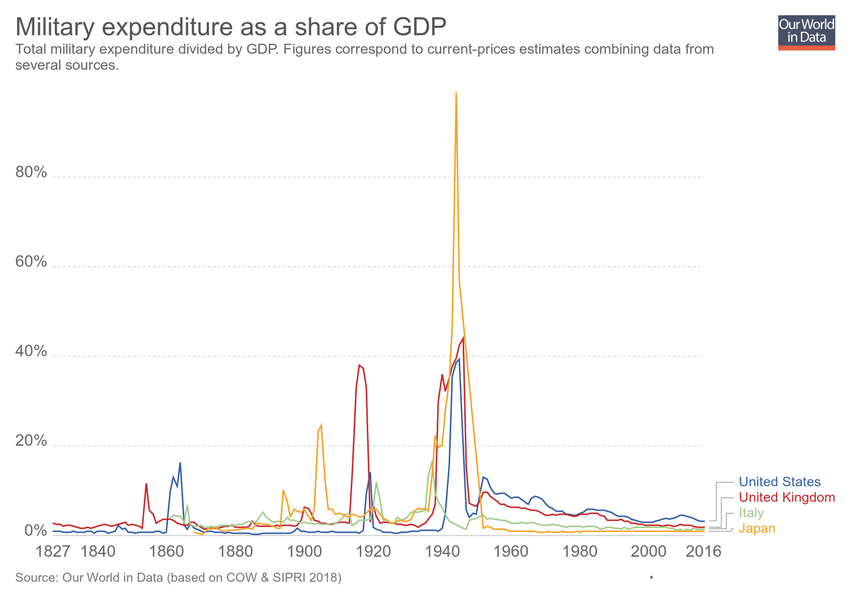 Military expenditure as a share of GDP
Our World
in Data
Total military expenditure divided by GDP. Figures correspond to current-prices estimates combining data from
several sources.
80%
60%
40%
20%
0%
1827 1840 1860 1880 1900 1920 1940 1960 1980 2000 2016
United States
United Kingdom
Italy
Japan
Source: Our World in Data (based on COW & SIPRI 2018)